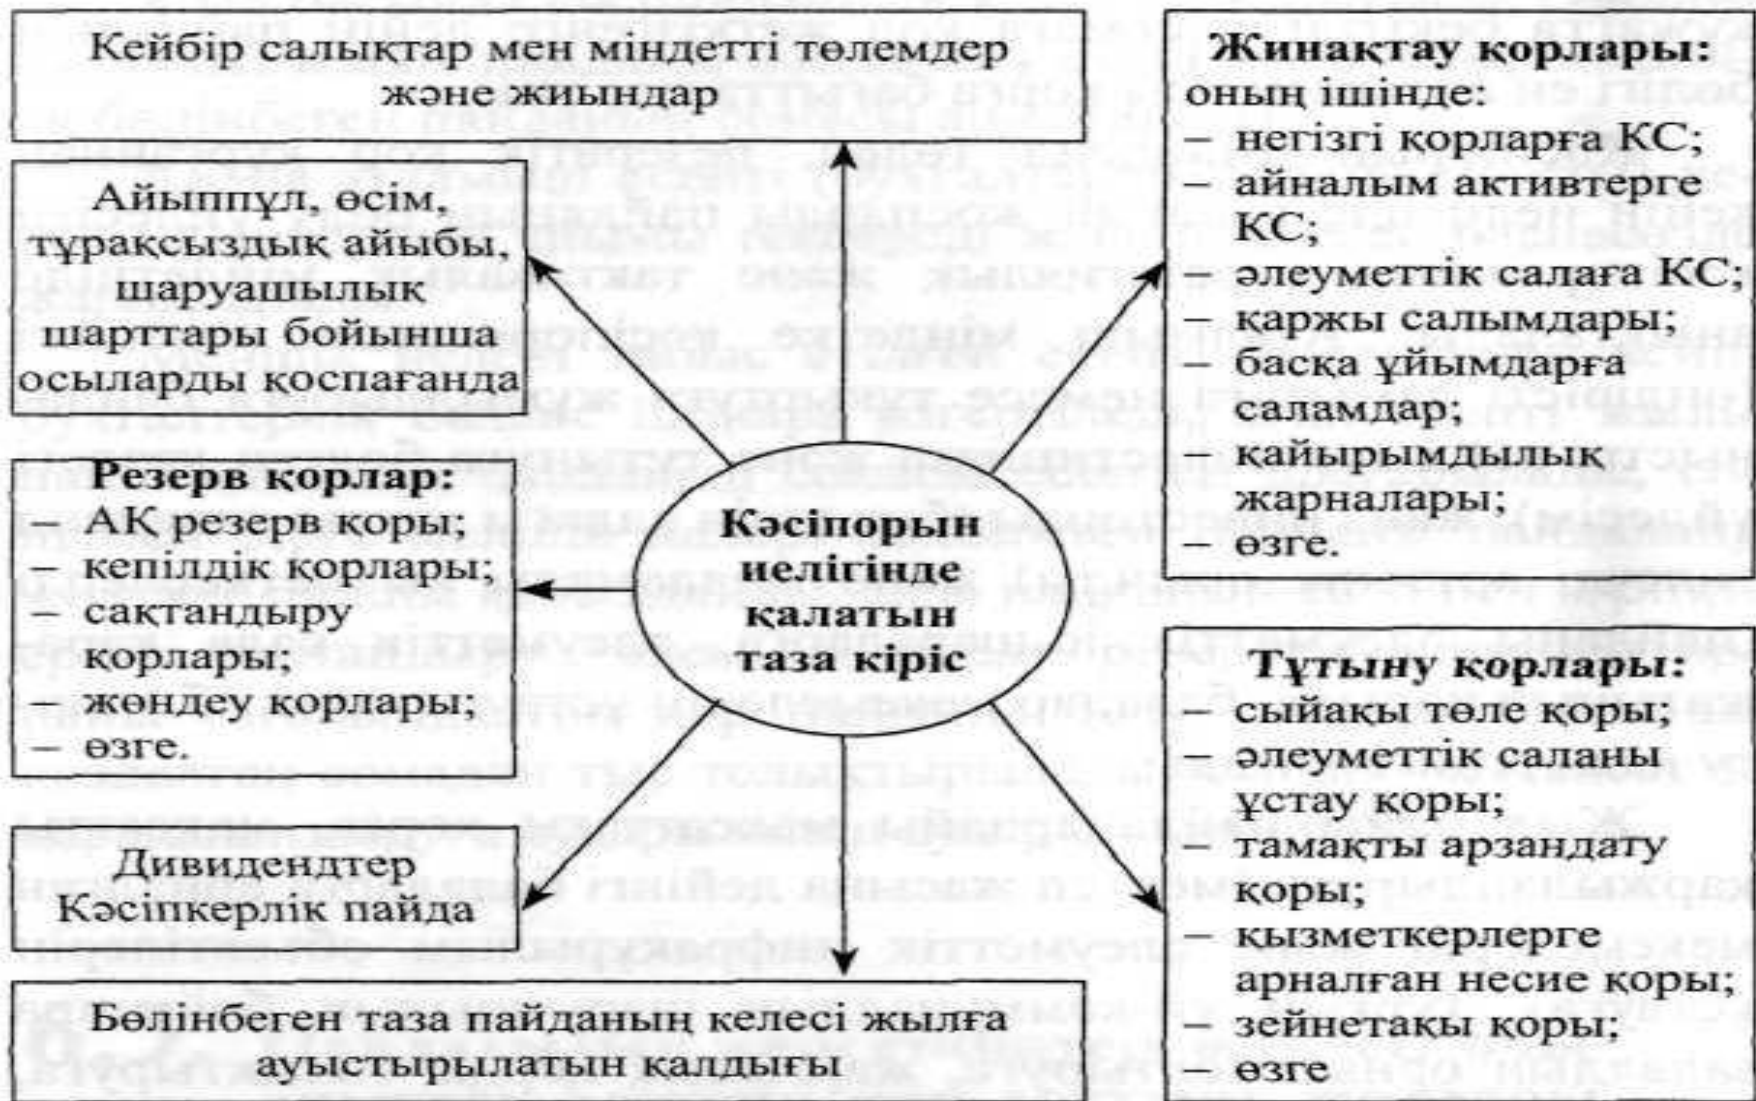 Кейбір салықтар мен міндетті төлемдер
және жиындар
Айыппұл, өсім,
тұрақсыздық айыбы,
шаруашылық
шарттары бойынша
осыларды қоспағанда
Резерв қорлар:
– АҚ резерв қоры;
– кепілдік қорлары;
– сақтандыру
қорлары;
– жөндеу қорлары;
– өзге.
Дивидендтер
Кәсіпкерлік пайда
Кәсіпорын
иелігінде
қалатын
таза кіріс
Бөлінбеген таза пайданың келесі жылға
ауыстырылатын қалдығы
Жинақтау қорлары:
оның ішінде:
– негізгі қорларға КС;
– айналым активтерге
КС;
– әлеуметтік салаға КС;
– қаржы салымдары;
– басқа ұйымдарға
саламдар;
– қайырымдылық
жарналары;
– өзге.
Тұтыну қорлары:
– сыйақы төле қоры;
– әлеуметтік саланы
ұстау қоры;
– тамақты арзандату
қоры;
– қызметкерлерге
арналған несие қоры;
– зейнетақы қоры;
– өзге